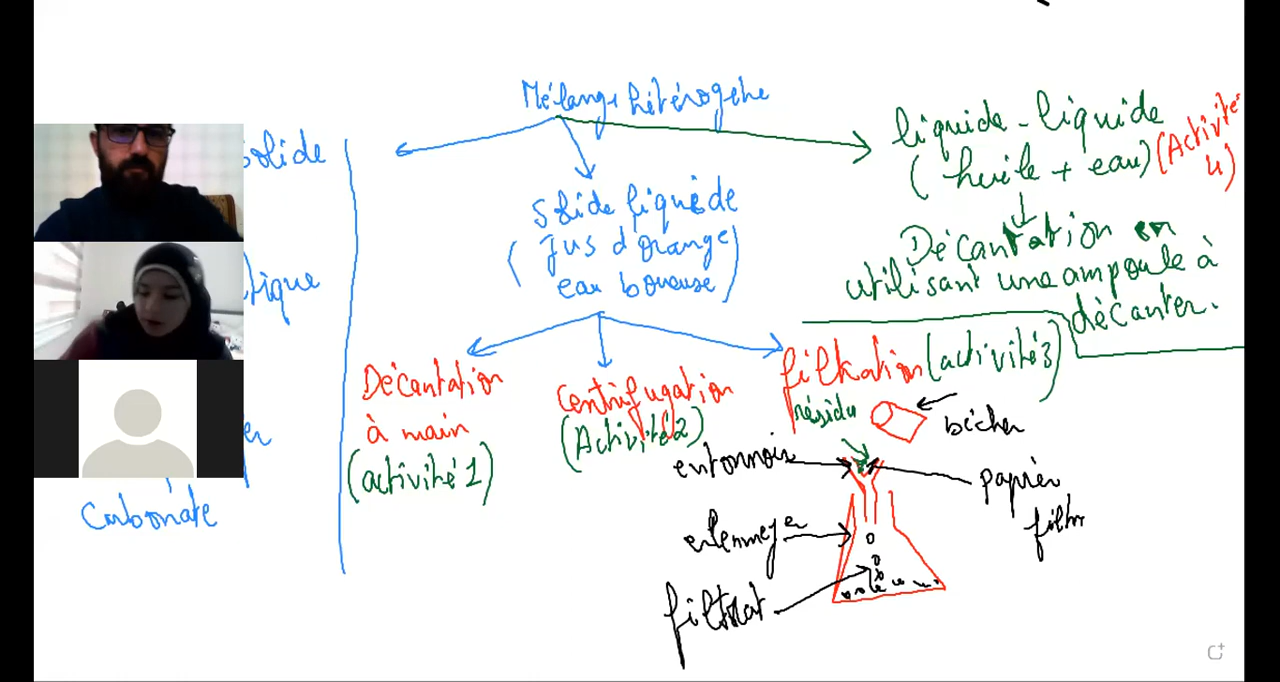 Mélange hétérogène
solide
tique
er
Carbonate
Solide liquide
(Jus d'orange
eau boueuse)
liquide - liquide
(huile + eau) (Activité
4)
Décantation en
utilisant une ampoule à
décanter.
Décantation
à main
(activité 1)
Centrifugation
(Activité 2)
filtration (activité 3)
résidu
bécher
entonnoir
papier
filtre
erlenmeyer
filtrat